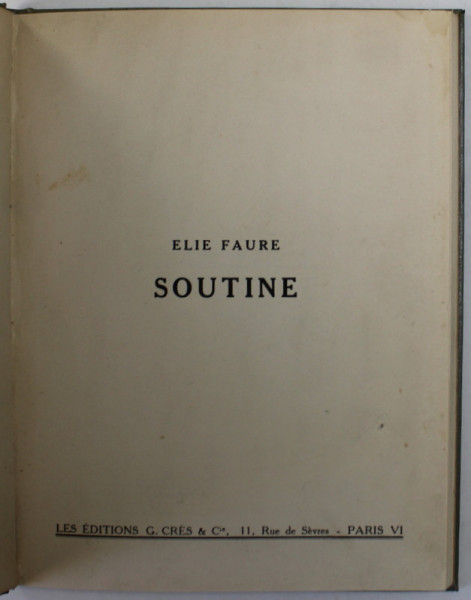 ELIE FAURE
SOUTINE
LES ÉDITIONS G. CRÈS & Cie, 11, Rue de Sèvres - PARIS VI